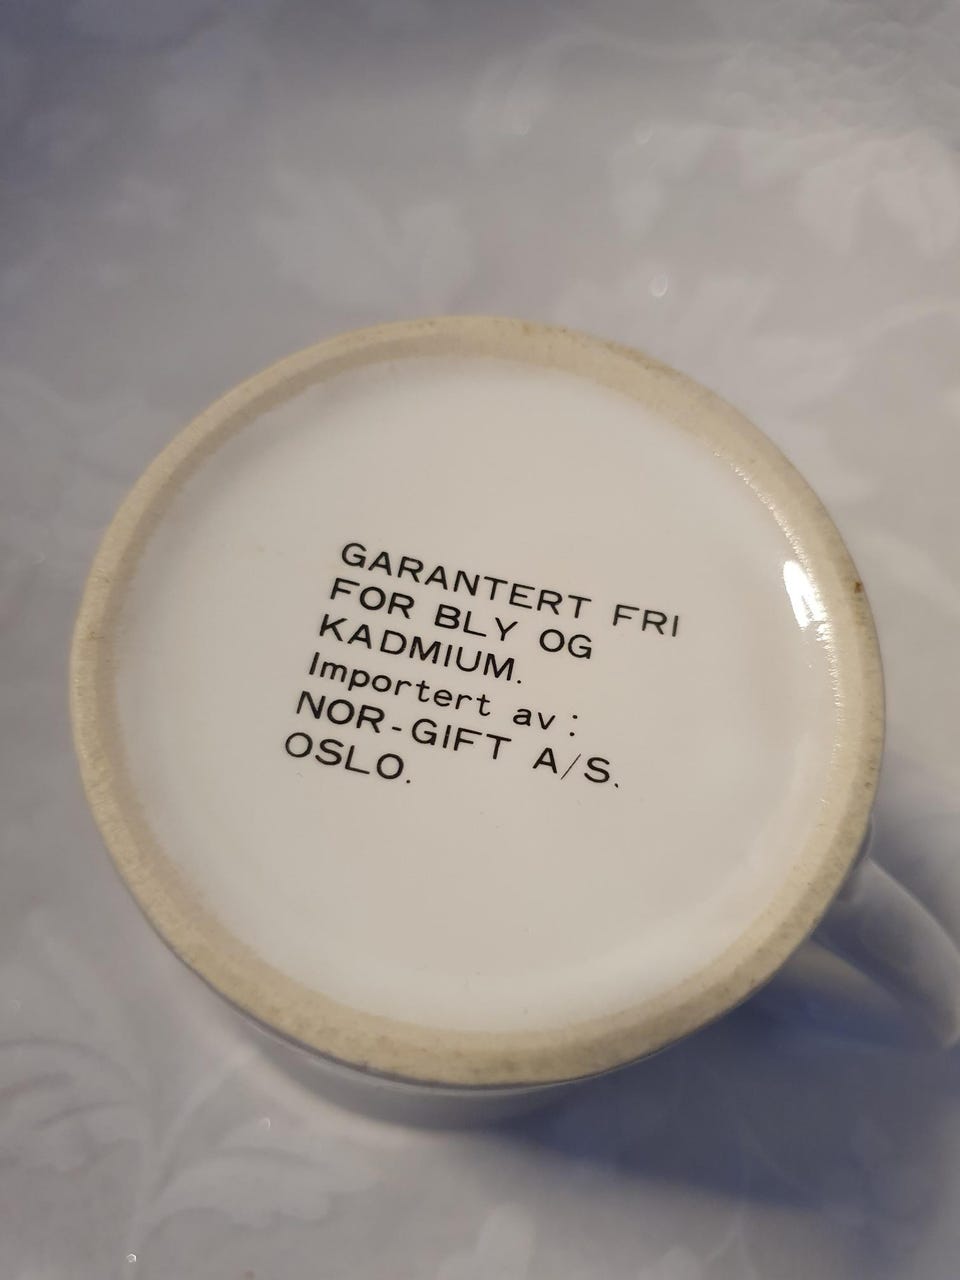 GARANTERT FRI
FOR BLY OG
KADMIUM.
Importert av:
NOR-GIFT A/S.
OSLO.